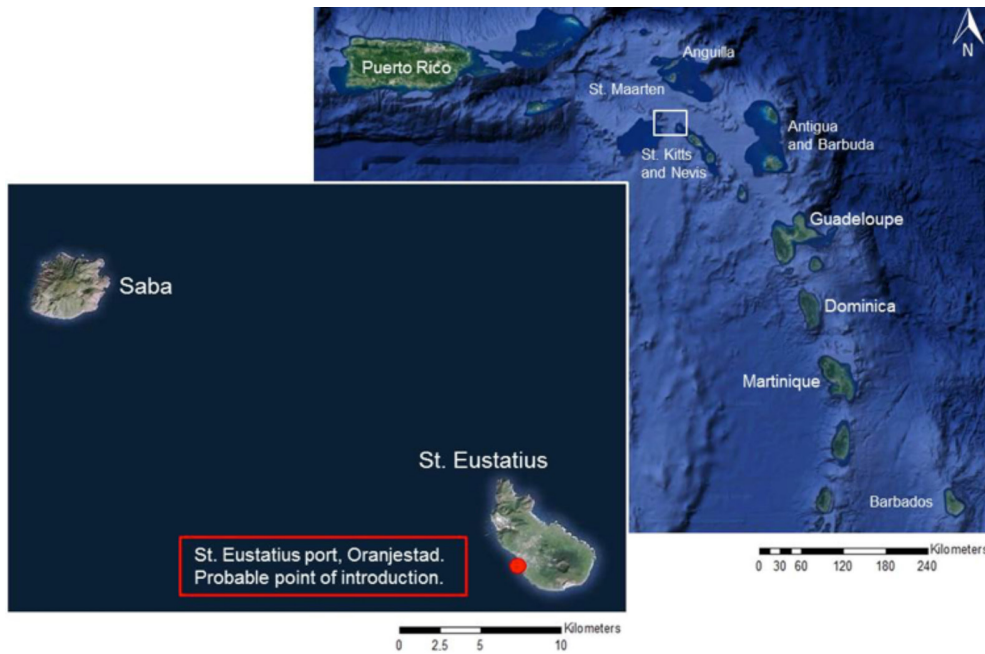 Anguilla
N
Puerto Rico
St. Maarten
Antigua
and Barbuda
St. Kitts
and Nevis
Guadeloupe
Dominica
Martinique
Barbados
Kilometers
0 30 60 120 180 240
Saba
St. Eustatius
St. Eustatius port, Oranjestad.
Probable point of introduction.
Kilometers
0 2.5 5 10